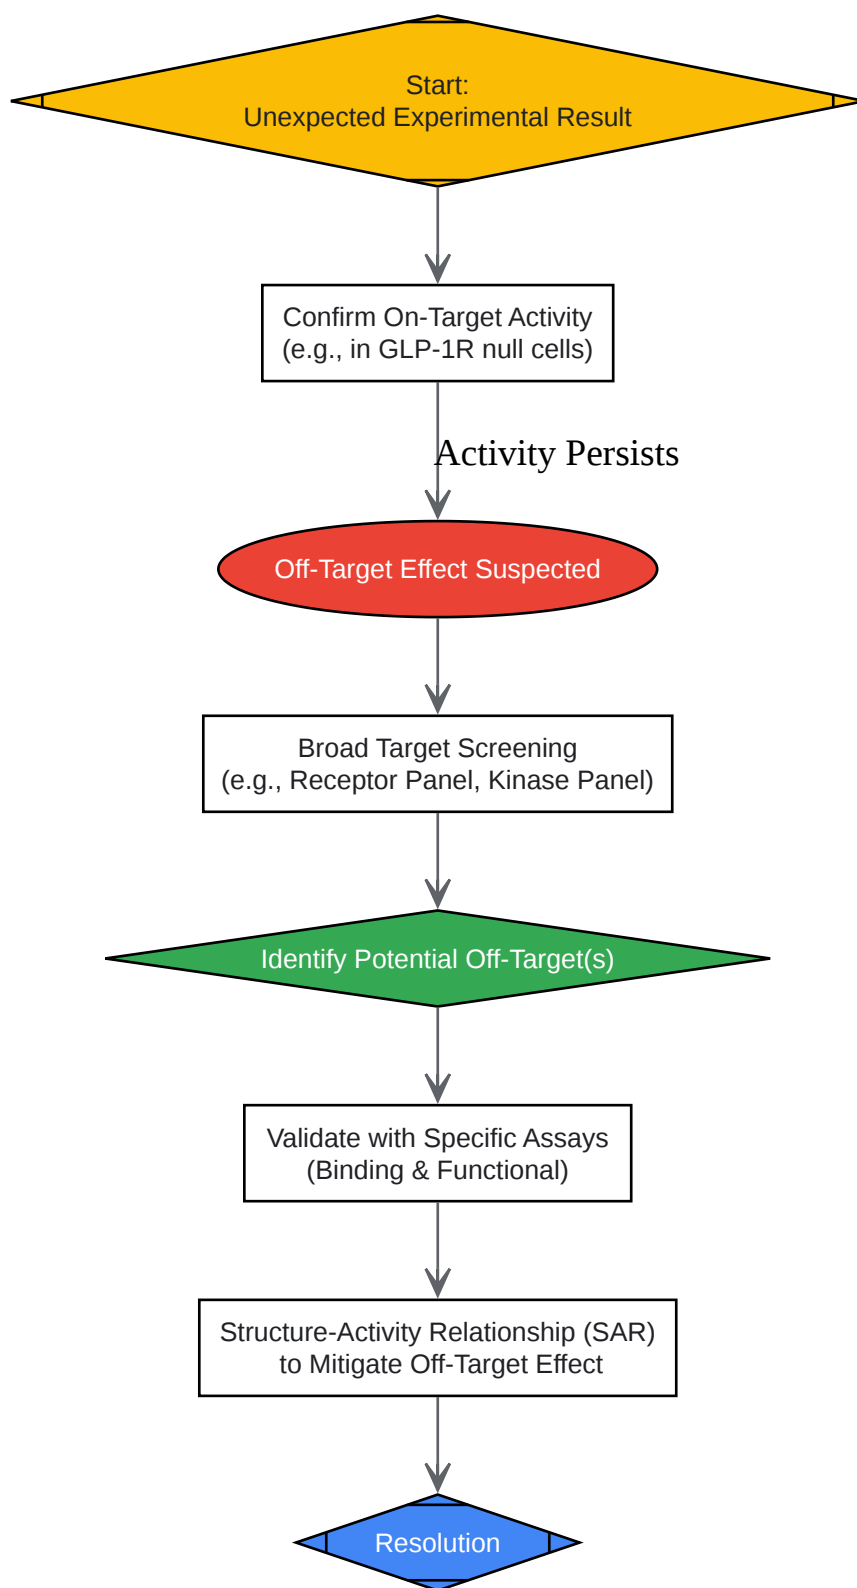 Start:
Unexpected Experimental Result
Confirm On-Target Activity
(e.g., in GLP-1R null cells)
Activity Persists
Off-Target Effect Suspected
Broad Target Screening
(e.g., Receptor Panel, Kinase Panel)
Identify Potential Off-Target(s)
Validate with Specific Assays
(Binding & Functional)
Structure-Activity Relationship (SAR)
to Mitigate Off-Target Effect
Resolution